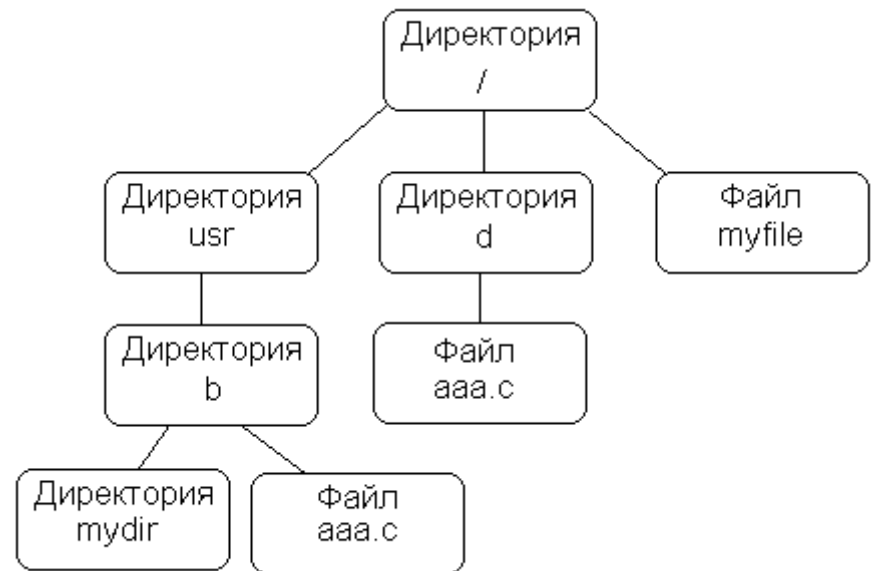 Директория
/
Директория
usr
Директория
d
Файл
myfile
Директория
b
Файл
aaa.c
Директория
mydir
Файл
aaa.c